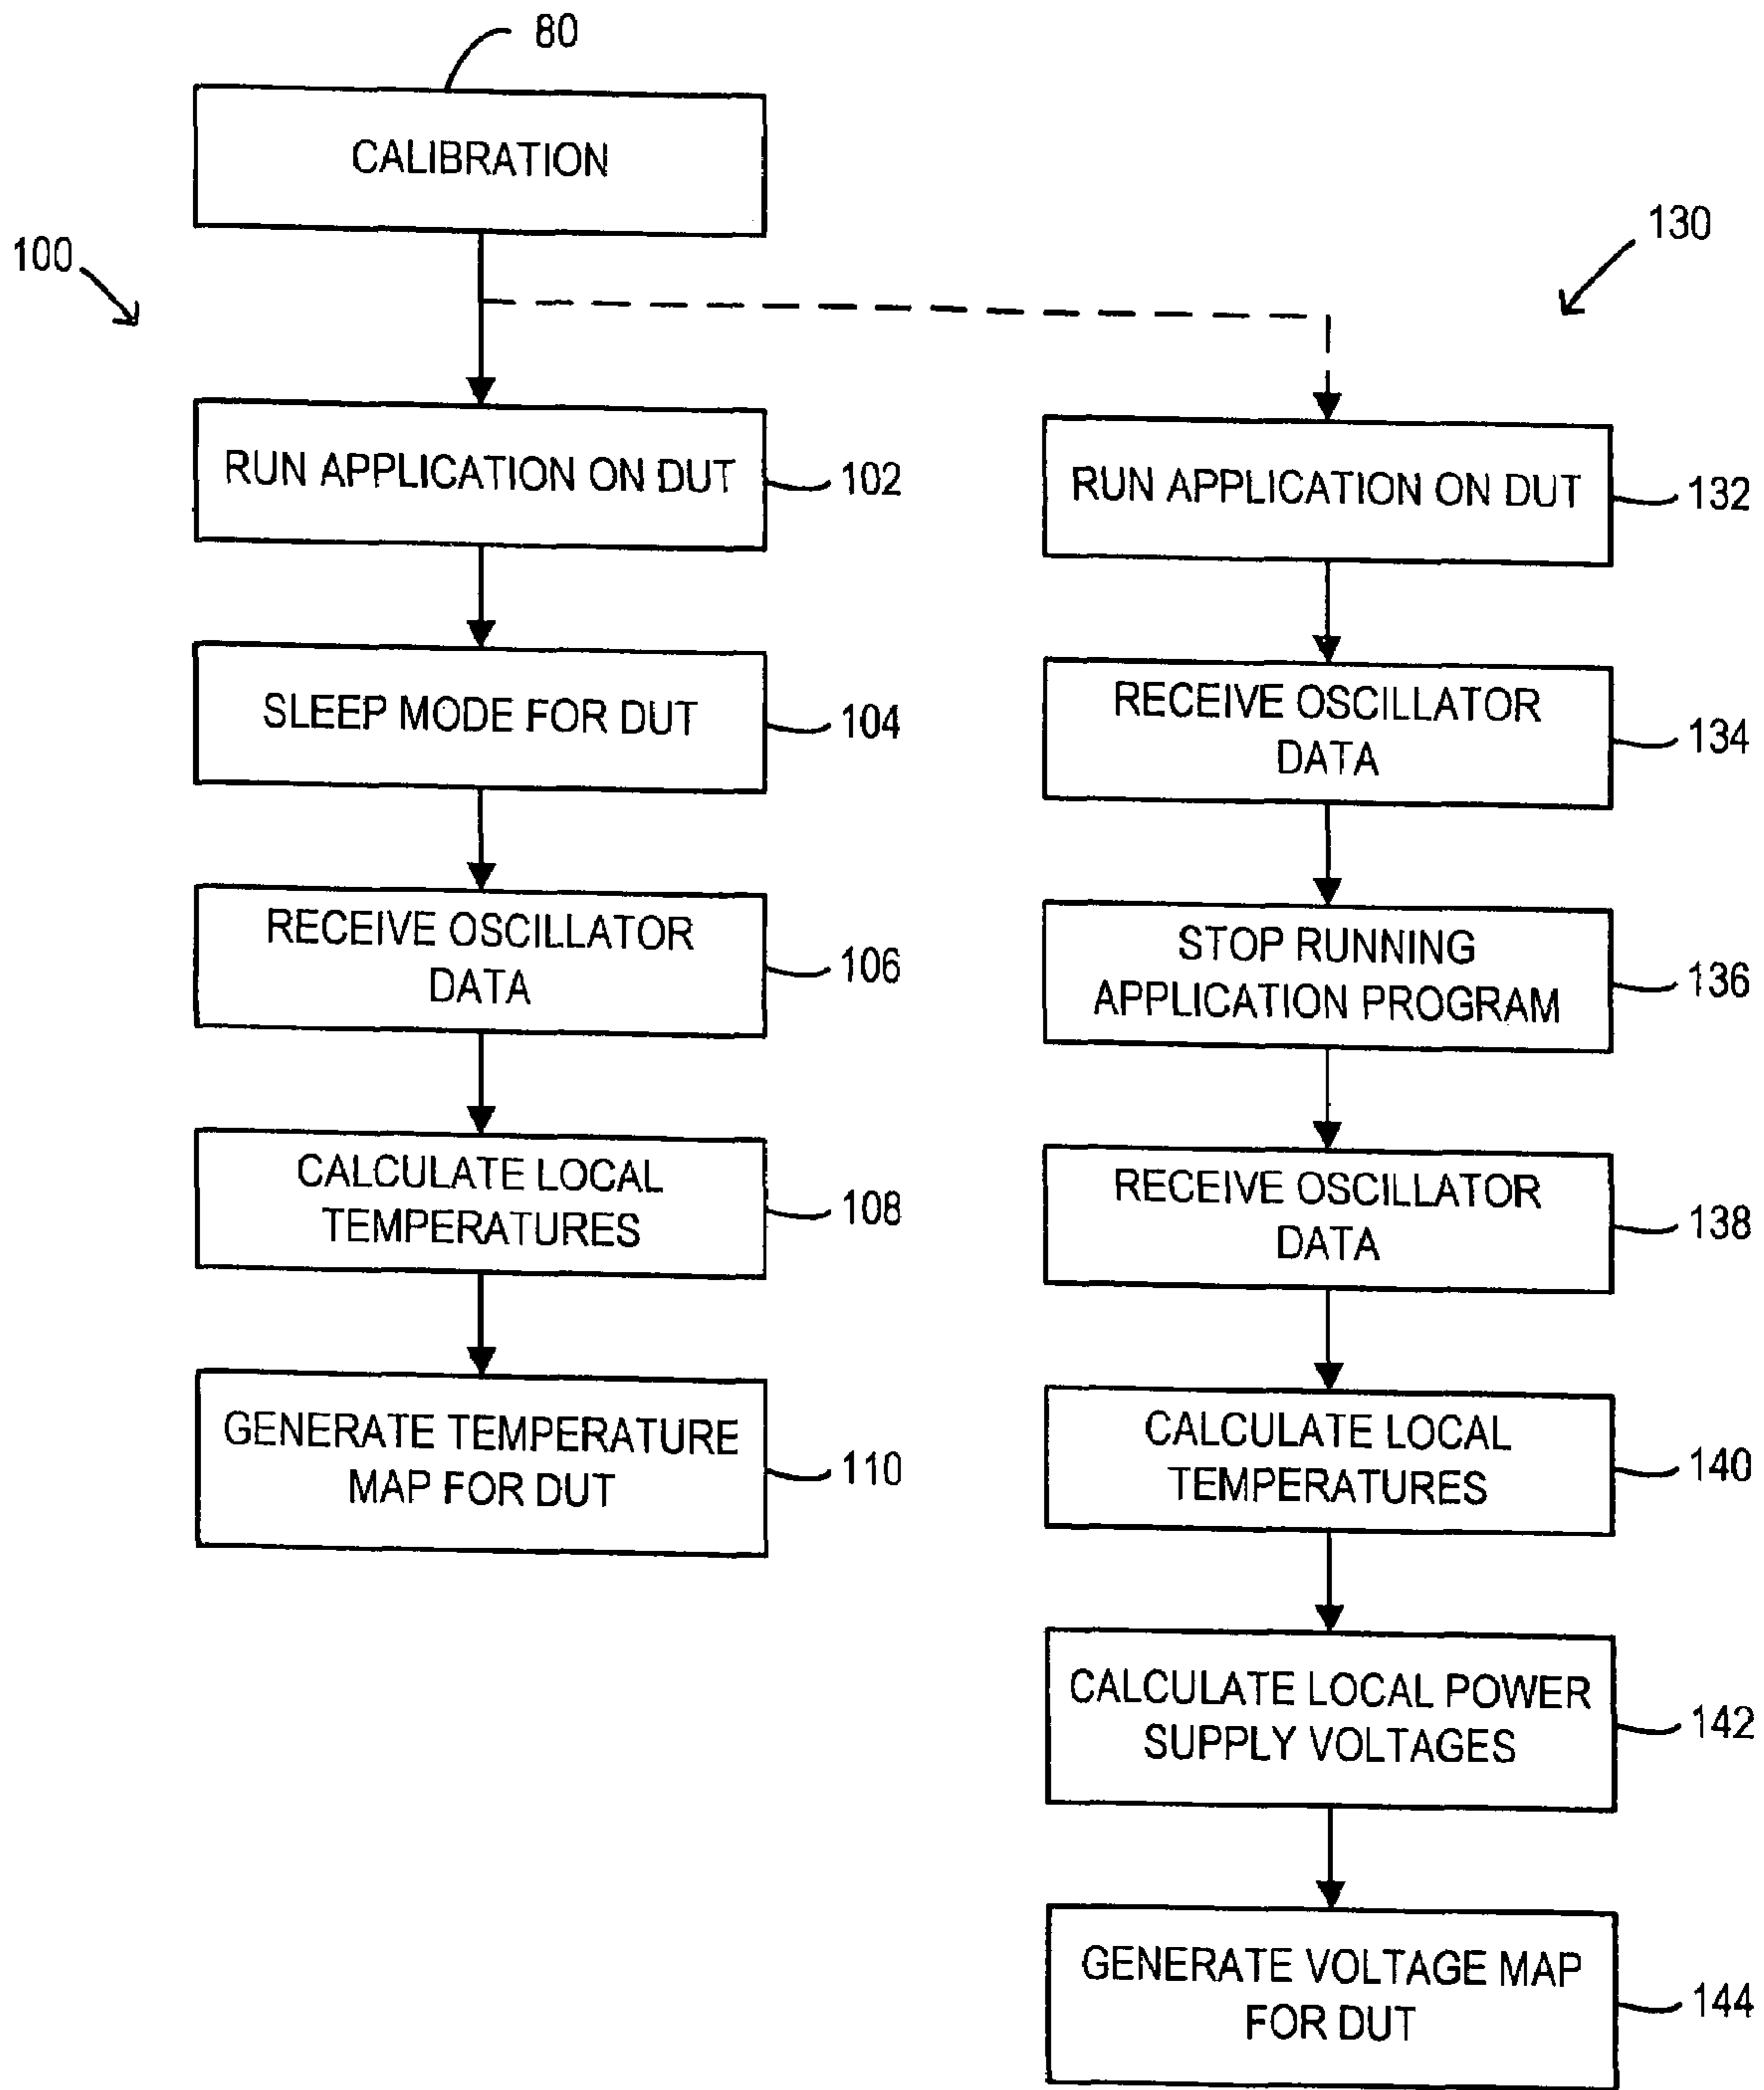 80
CALIBRATION
100
130
RUN APPLICATION ON DUT
102
SLEEP MODE FOR DUT
104
RECEIVE OSCILLATOR
DATA
106
CALCULATE LOCAL
TEMPERATURES
108
GENERATE TEMPERATURE
MAP FOR DUT
110
RUN APPLICATION ON DUT
132
RECEIVE OSCILLATOR
DATA
134
STOP RUNNING
APPLICATION PROGRAM
136
RECEIVE OSCILLATOR
DATA
138
CALCULATE LOCAL
TEMPERATURES
140
CALCULATE LOCAL POWER
SUPPLY VOLTAGES
142
GENERATE VOLTAGE MAP
FOR DUT
144